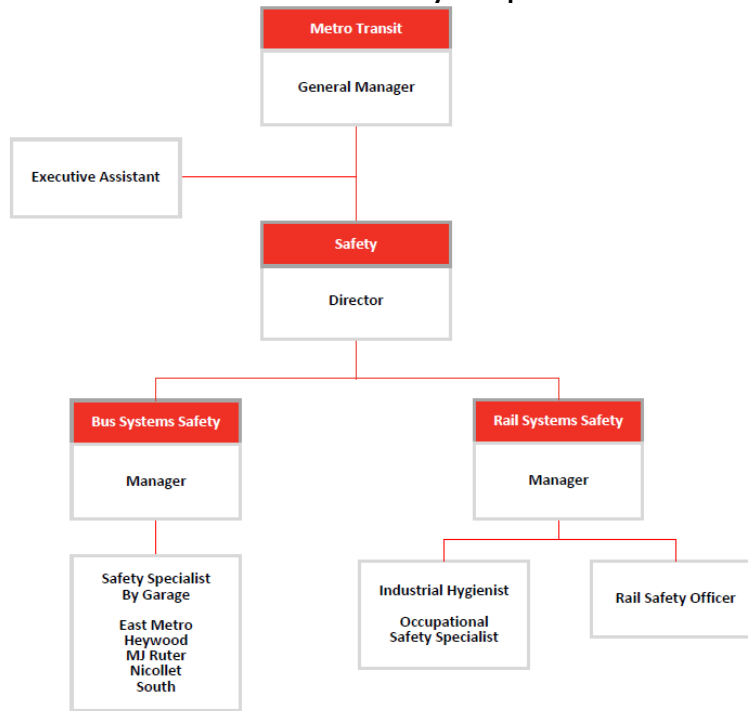 Metro Transit
General Manager
Executive Assistant
Safety
Director
Bus Systems Safety
Manager
Rail Systems Safety
Manager
Safety Specialist
By Garage
East Metro
Heywood
MJ Ruter
Nicollet
South
Industrial Hygienist
Occupational
Safety Specialist
Rail Safety Officer